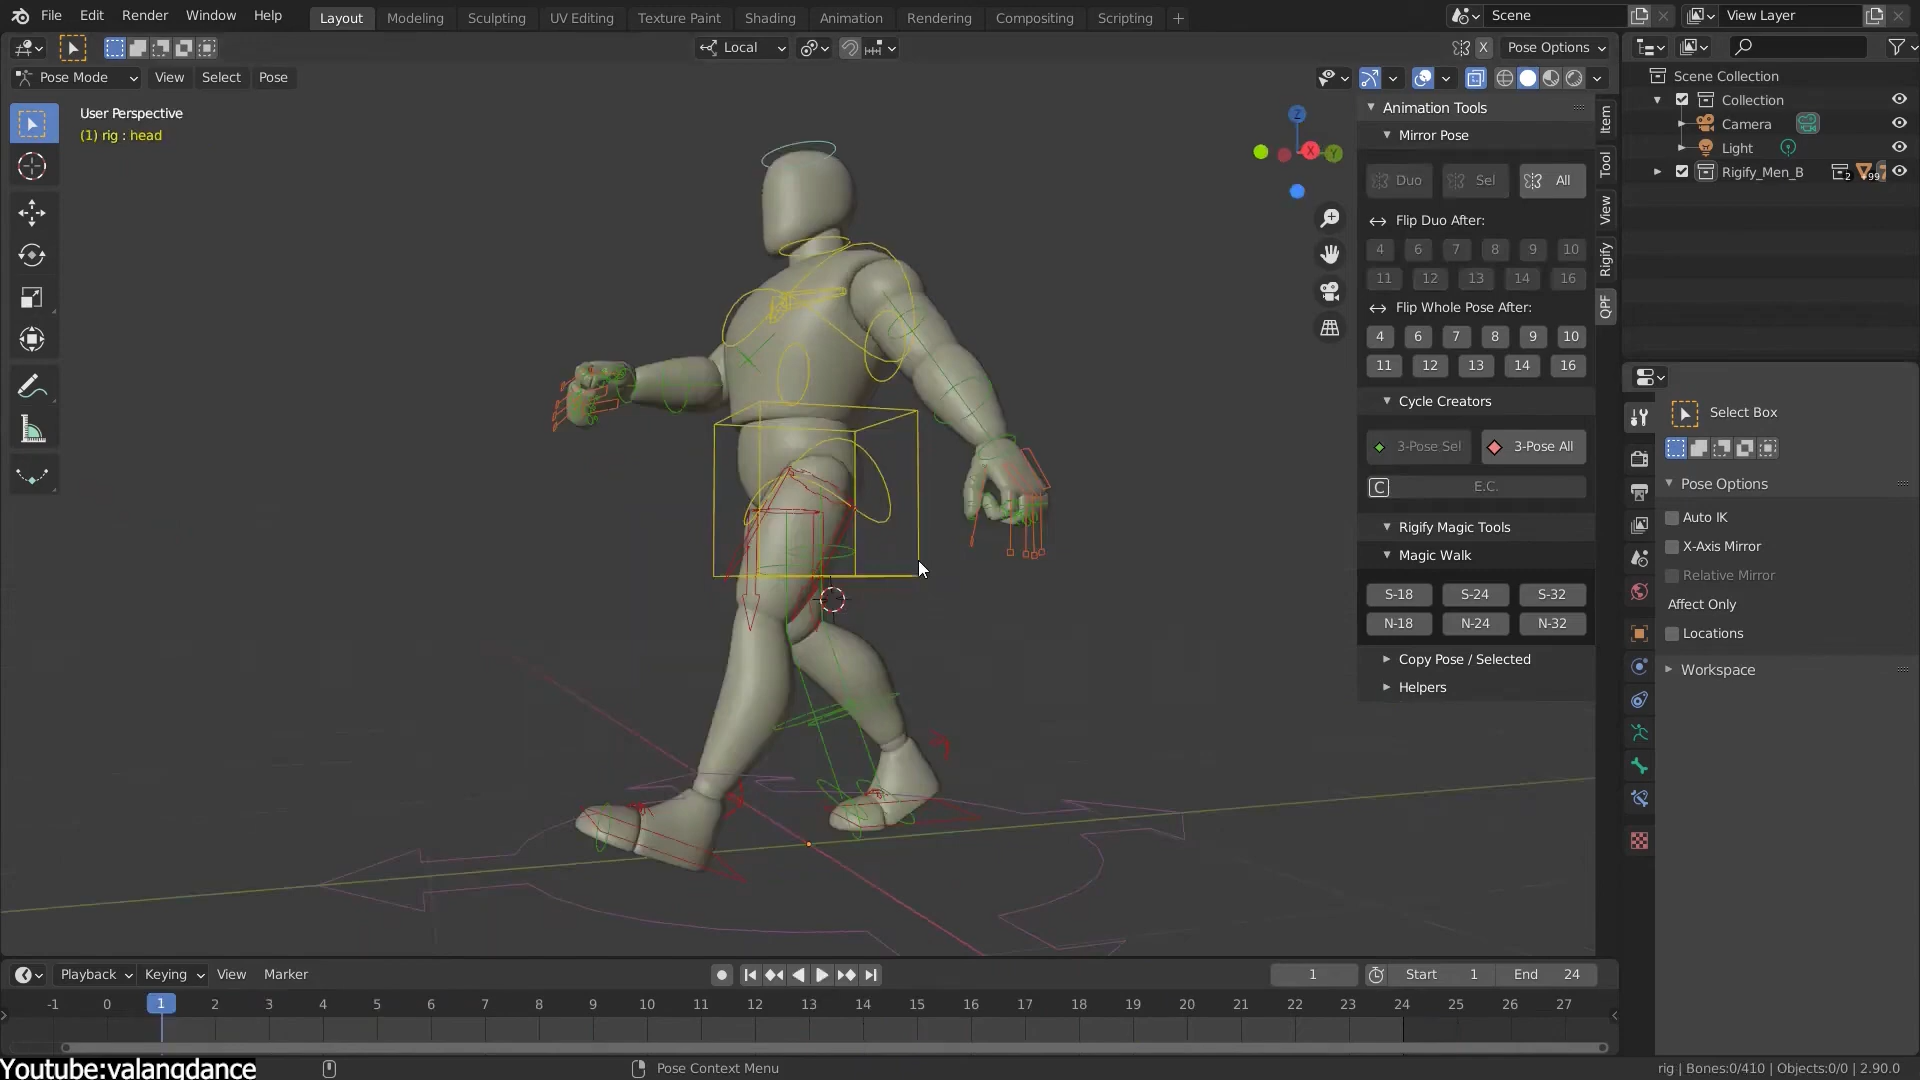 File Edit Render Window Help
Layout Modeling Sculpting UV Editing Texture Paint Shading Animation Rendering Compositing Scripting +
Scene
View Layer
Local
X Pose Options
Pose Mode View Select Pose
User Perspective
(1) rig : head
Z
X
Y
Animation Tools
Mirror Pose
Duo Sel All
Flip Duo After:
4 6 7 8 9 10
11 12 13 14 16
Flip Whole Pose After:
4 6 7 8 9 10
11 12 13 14 16
Cycle Creators
3-Pose Sel 3-Pose All
C E.C.
Rigify Magic Tools
Magic Walk
S-18 S-24 S-32
N-18 N-24 N-32
Copy Pose / Selected
Helpers
Item
Tool
View
Rigify
QPF
Scene Collection
Collection
Camera
Light
Rigify_Men_B 2 +99
Select Box
Pose Options
Auto IK
X-Axis Mirror
Relative Mirror
Affect Only
Locations
Workspace
Playback Keying View Marker
1 Start 1 End 24
-1 0 1 2 3 4 5 6 7 8 9 10 11 12 13 14 15 16 17 18 19 20 21 22 23 24 25 26 27
Youtube:valangdance
Pose Context Menu
rig | Bones:0/410 | Objects:0/0 | 2.90.0